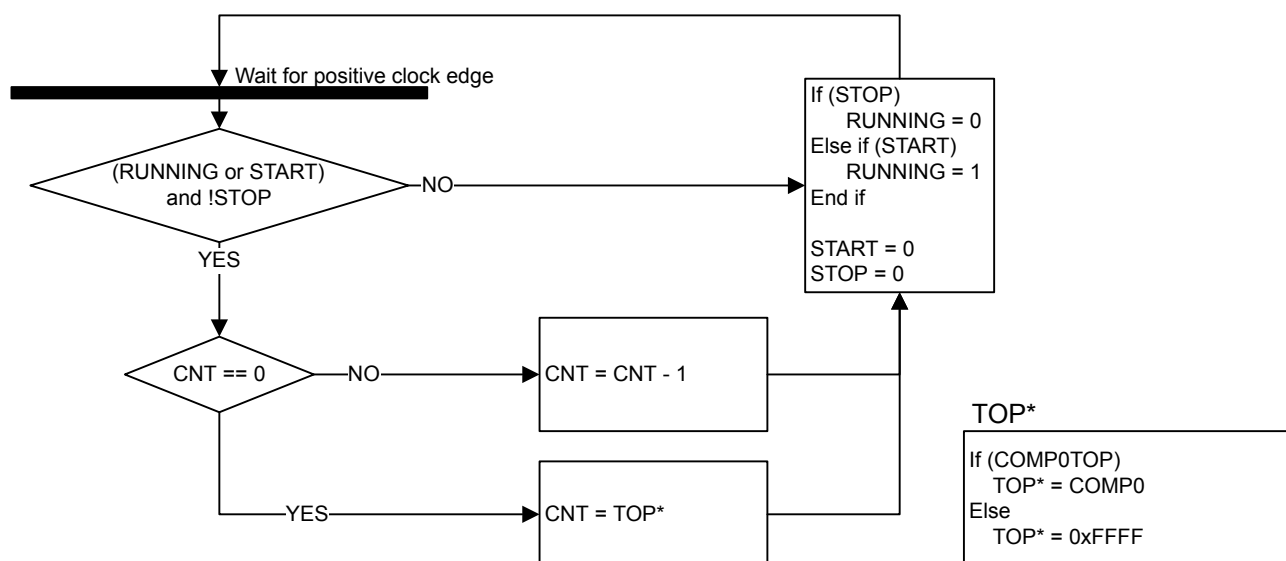 Wait for positive clock edge
(RUNNING or START)
and !STOP
NO
YES
If (STOP)
RUNNING = 0
Else if (START)
RUNNING = 1
End if
START = 0
STOP = 0
CNT == 0
NO
CNT = CNT - 1
YES
CNT = TOP*
TOP*
If (COMP0TOP)
TOP* = COMP0
Else
TOP* = 0xFFFF